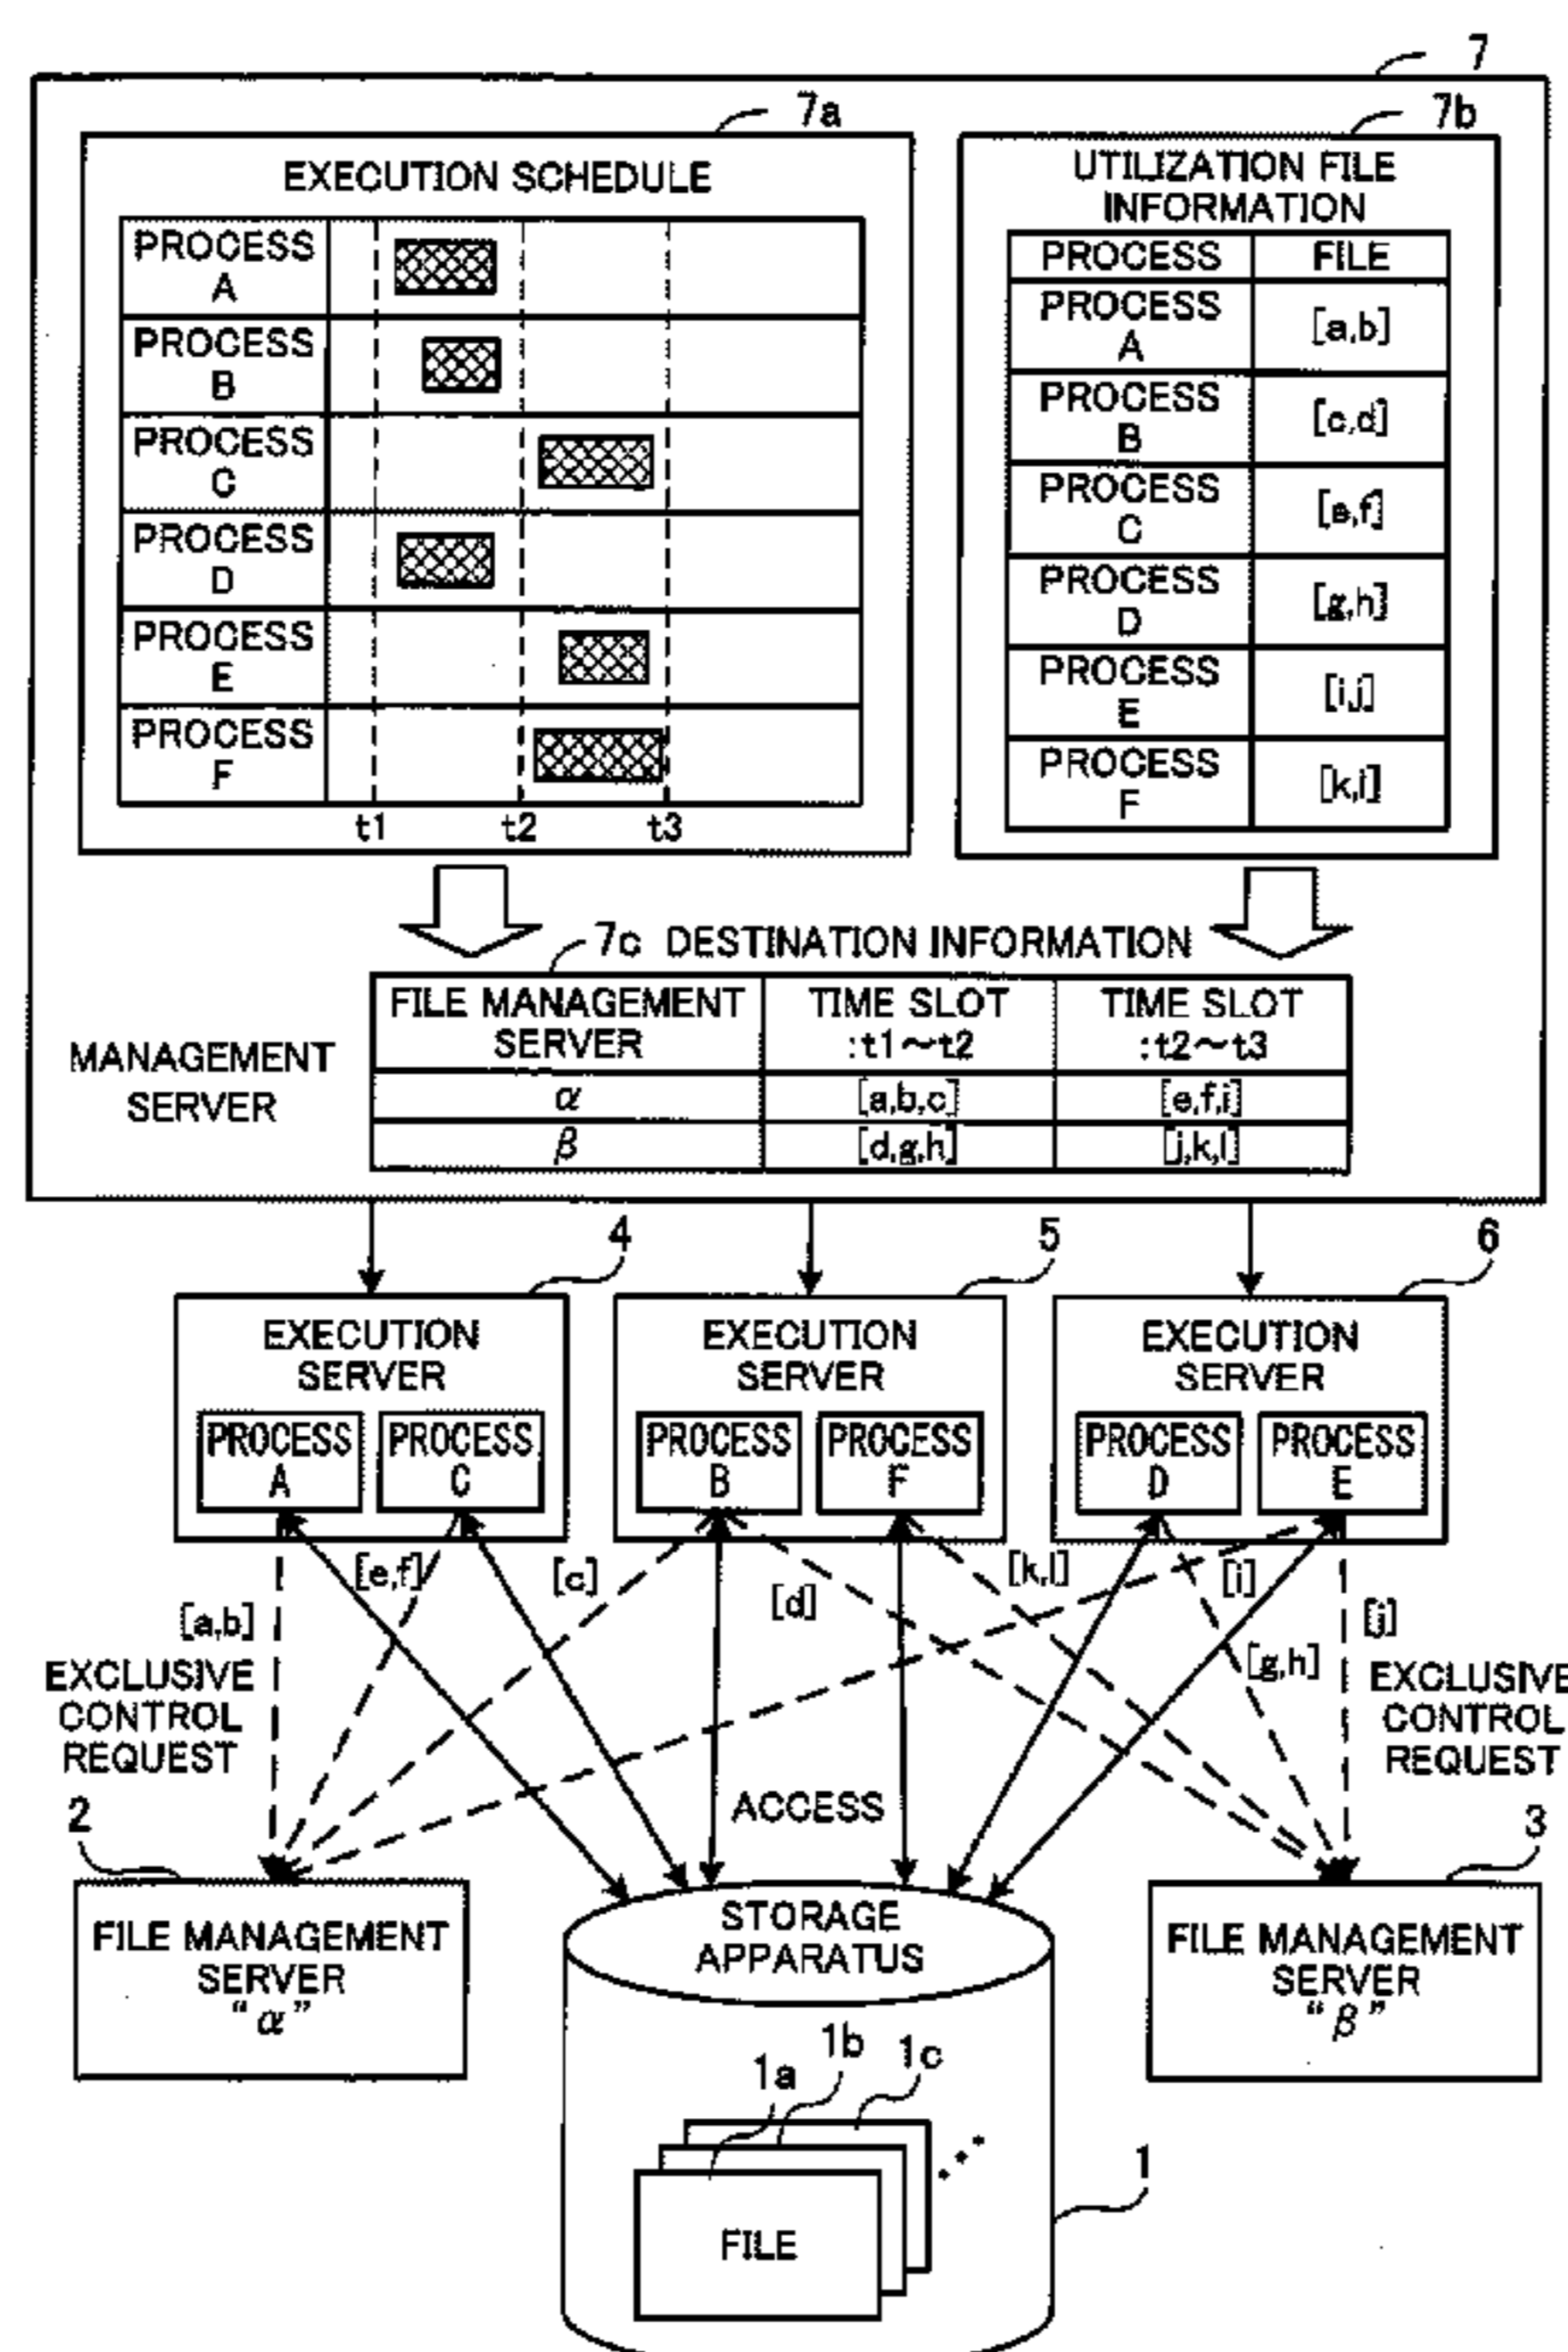 7
7a
EXECUTION SCHEDULE
PROCESS
A
PROCESS
B
PROCESS
C
PROCESS
D
PROCESS
E
PROCESS
F
t1 t2 t3
7b
UTILIZATION FILE
INFORMATION
PROCESS FILE
PROCESS
A
[a,b]
PROCESS
B
[c,d]
PROCESS
C
[e,f]
PROCESS
D
[g,h]
PROCESS
E
[i,j]
PROCESS
F
[k,l]
7c DESTINATION INFORMATION
FILE MANAGEMENT
SERVER
TIME SLOT
:t1~t2
TIME SLOT
:t2~t3
α [a,b,c] [e,f,i]
β [d,g,h] [j,k,l]
MANAGEMENT
SERVER
4
EXECUTION
SERVER
PROCESS
A
PROCESS
C
5
EXECUTION
SERVER
PROCESS
B
PROCESS
F
6
EXECUTION
SERVER
PROCESS
D
PROCESS
E
[a,b]
[e,f]
[c]
[d]
[k,l]
[i]
[g,h]
[j]
EXCLUSIVE
CONTROL
REQUEST
EXCLUSIVE
CONTROL
REQUEST
ACCESS
2
FILE MANAGEMENT
SERVER
“α”
STORAGE
APPARATUS
3
FILE MANAGEMENT
SERVER
“β”
1a
1b
1c
FILE
1